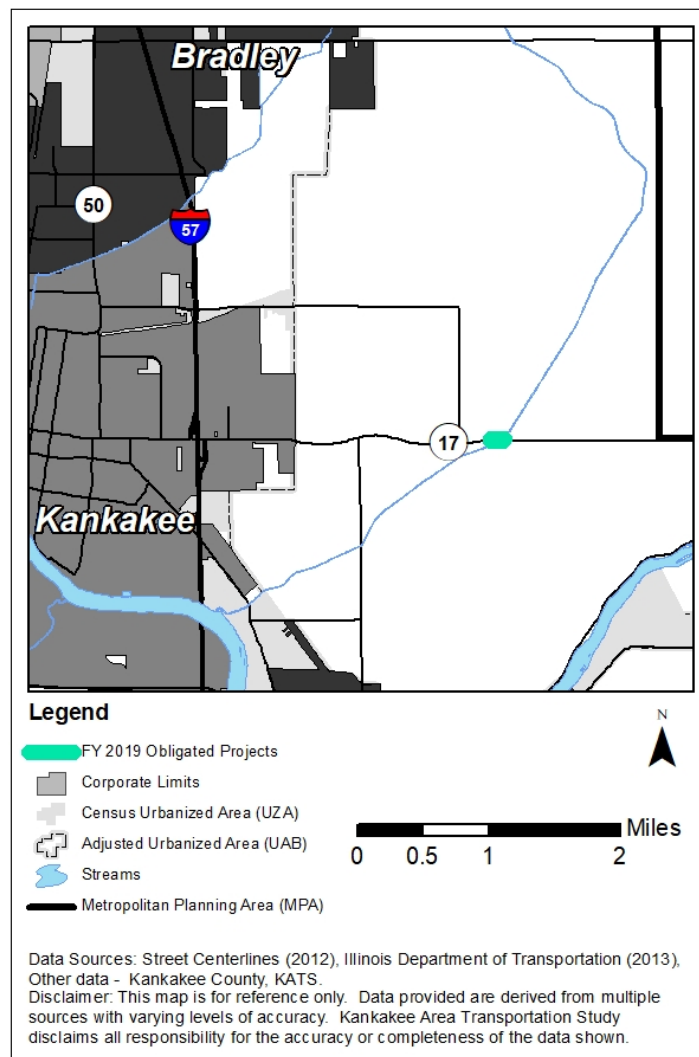 Bradley
50
57
17
Kankakee
Legend
N
FY 2019 Obligated Projects
Corporate Limits
Census Urbanized Area (UZA)
Adjusted Urbanized Area (UAB)
Streams
Metropolitan Planning Area (MPA)
Miles
0 0.5 1 2
Data Sources: Street Centerlines (2012), Illinois Department of Transportation (2013),
Other data - Kankakee County, KATS.
Disclaimer: This map is for reference only. Data provided are derived from multiple
sources with varying levels of accuracy. Kankakee Area Transportation Study
disclaims all responsibility for the accuracy or completeness of the data shown.